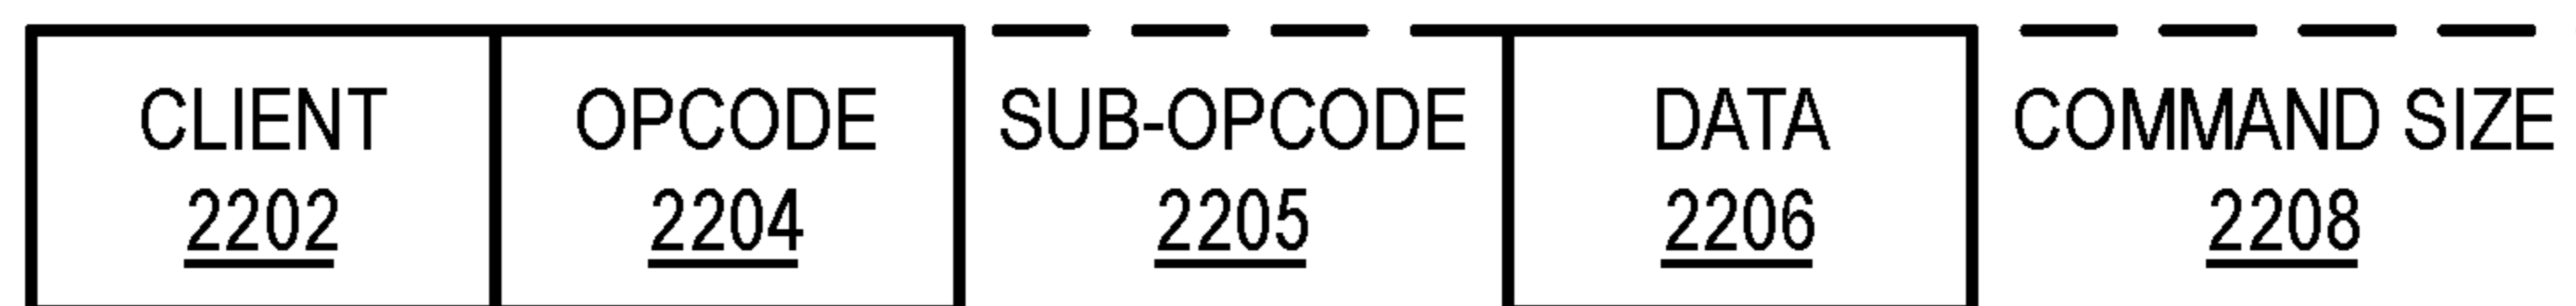 CLIENT OPCODE SUB-OPCODE DATA COMMAND SIZE
2202 2204 2205 2206 2208